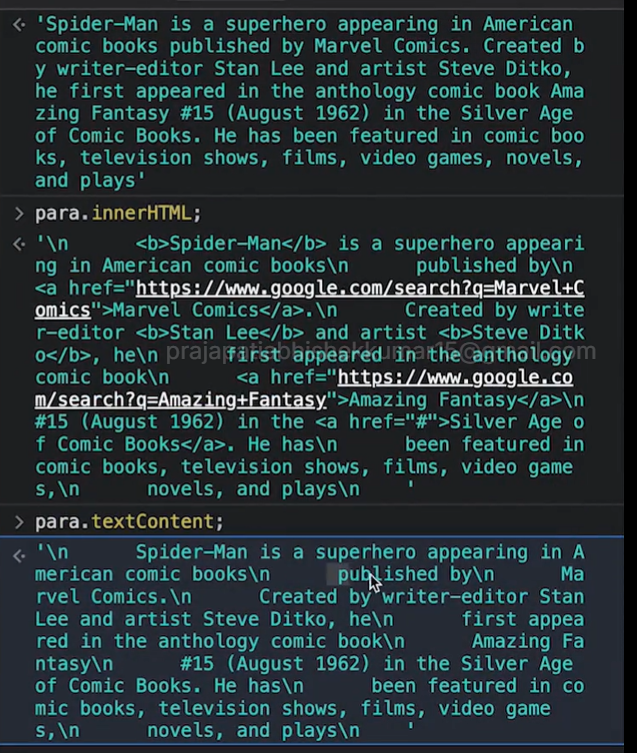 'Spider-Man is a superhero appearing in American
comic books published by Marvel Comics. Created b
y writer-editor Stan Lee and artist Steve Ditko,
he first appeared in the anthology comic book Ama
zing Fantasy #15 (August 1962) in the Silver Age
of Comic Books. He has been featured in comic boo
ks, television shows, films, video games, novels,
and plays'
> para.innerHTML;
'\n      <b>Spider-Man</b> is a superhero appeari
ng in American comic books\n      published by\n
<a href="https://www.google.com/search?q=Marvel+C
omics">Marvel Comics</a>.\n      Created by write
r-editor <b>Stan Lee</b> and artist <b>Steve Ditk
o</b>, he\n      first appeared in the anthology
prajapatiabhishekkumar15@gmail.com
comic book\n      <a href="https://www.google.co
m/search?q=Amazing+Fantasy">Amazing Fantasy</a>\n
#15 (August 1962) in the <a href="#">Silver Age o
f Comic Books</a>. He has\n      been featured in
comic books, television shows, films, video game
s,\n      novels, and plays\n    '
> para.textContent;
'\n      Spider-Man is a superhero appearing in A
merican comic books\n      published by\n      Ma
rvel Comics.\n      Created by writer-editor Stan
Lee and artist Steve Ditko, he\n      first appea
red in the anthology comic book\n      Amazing Fa
ntasy\n      #15 (August 1962) in the Silver Age
of Comic Books. He has\n      been featured in co
mic books, television shows, films, video game
s,\n      novels, and plays\n    '